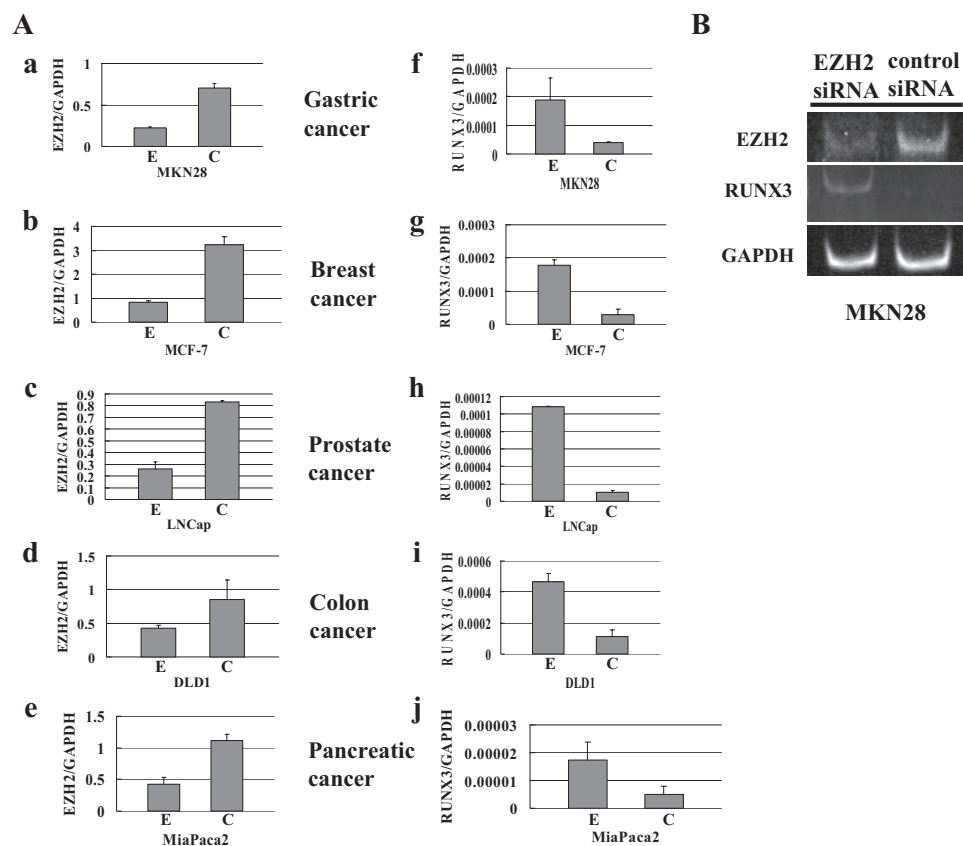 A
B
a
EZH2/GAPDH
1
0.5
0
E
C
MKN28
Gastric
cancer
f
RUNX3/GAPDH
0.0003
0.0002
0.0001
0
E
C
MKN28
b
EZH2/GAPDH
4
3
2
1
0
E
C
MCF-7
Breast
cancer
g
RUNX3/GAPDH
0.0003
0.0002
0.0001
0
E
C
MCF-7
c
EZH2/GAPDH
0.9
0.8
0.7
0.6
0.5
0.4
0.3
0.2
0.1
0
E
C
LNCap
Prostate
cancer
h
RUNX3/GAPDH
0.00012
0.0001
0.00008
0.00006
0.00004
0.00002
0
E
C
LNCap
d
EZH2/GAPDH
1.5
1
0.5
0
E
C
DLD1
Colon
cancer
i
RUNX3/GAPDH
0.0006
0.0004
0.0002
0
E
C
DLD1
e
EZH2/GAPDH
1.5
1
0.5
0
E
C
MiaPaca2
Pancreatic
cancer
j
RUNX3/GAPDH
0.00003
0.00002
0.00001
0
E
C
MiaPaca2
EZH2 control
siRNA siRNA
EZH2
RUNX3
GAPDH
MKN28